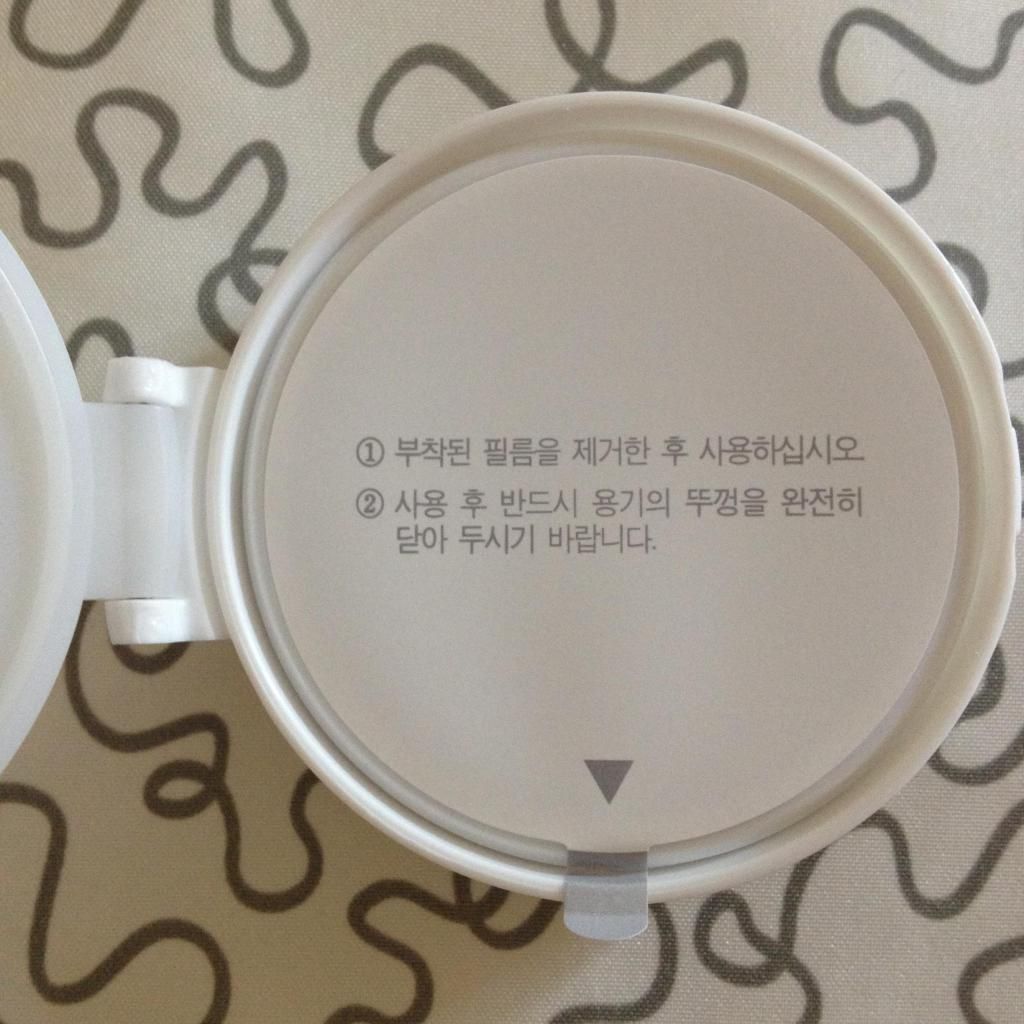 ① 부착된 필름을 제거한 후 사용하십시오.
② 사용 후 반드시 용기의 뚜껑을 완전히
닫아 두시기 바랍니다.